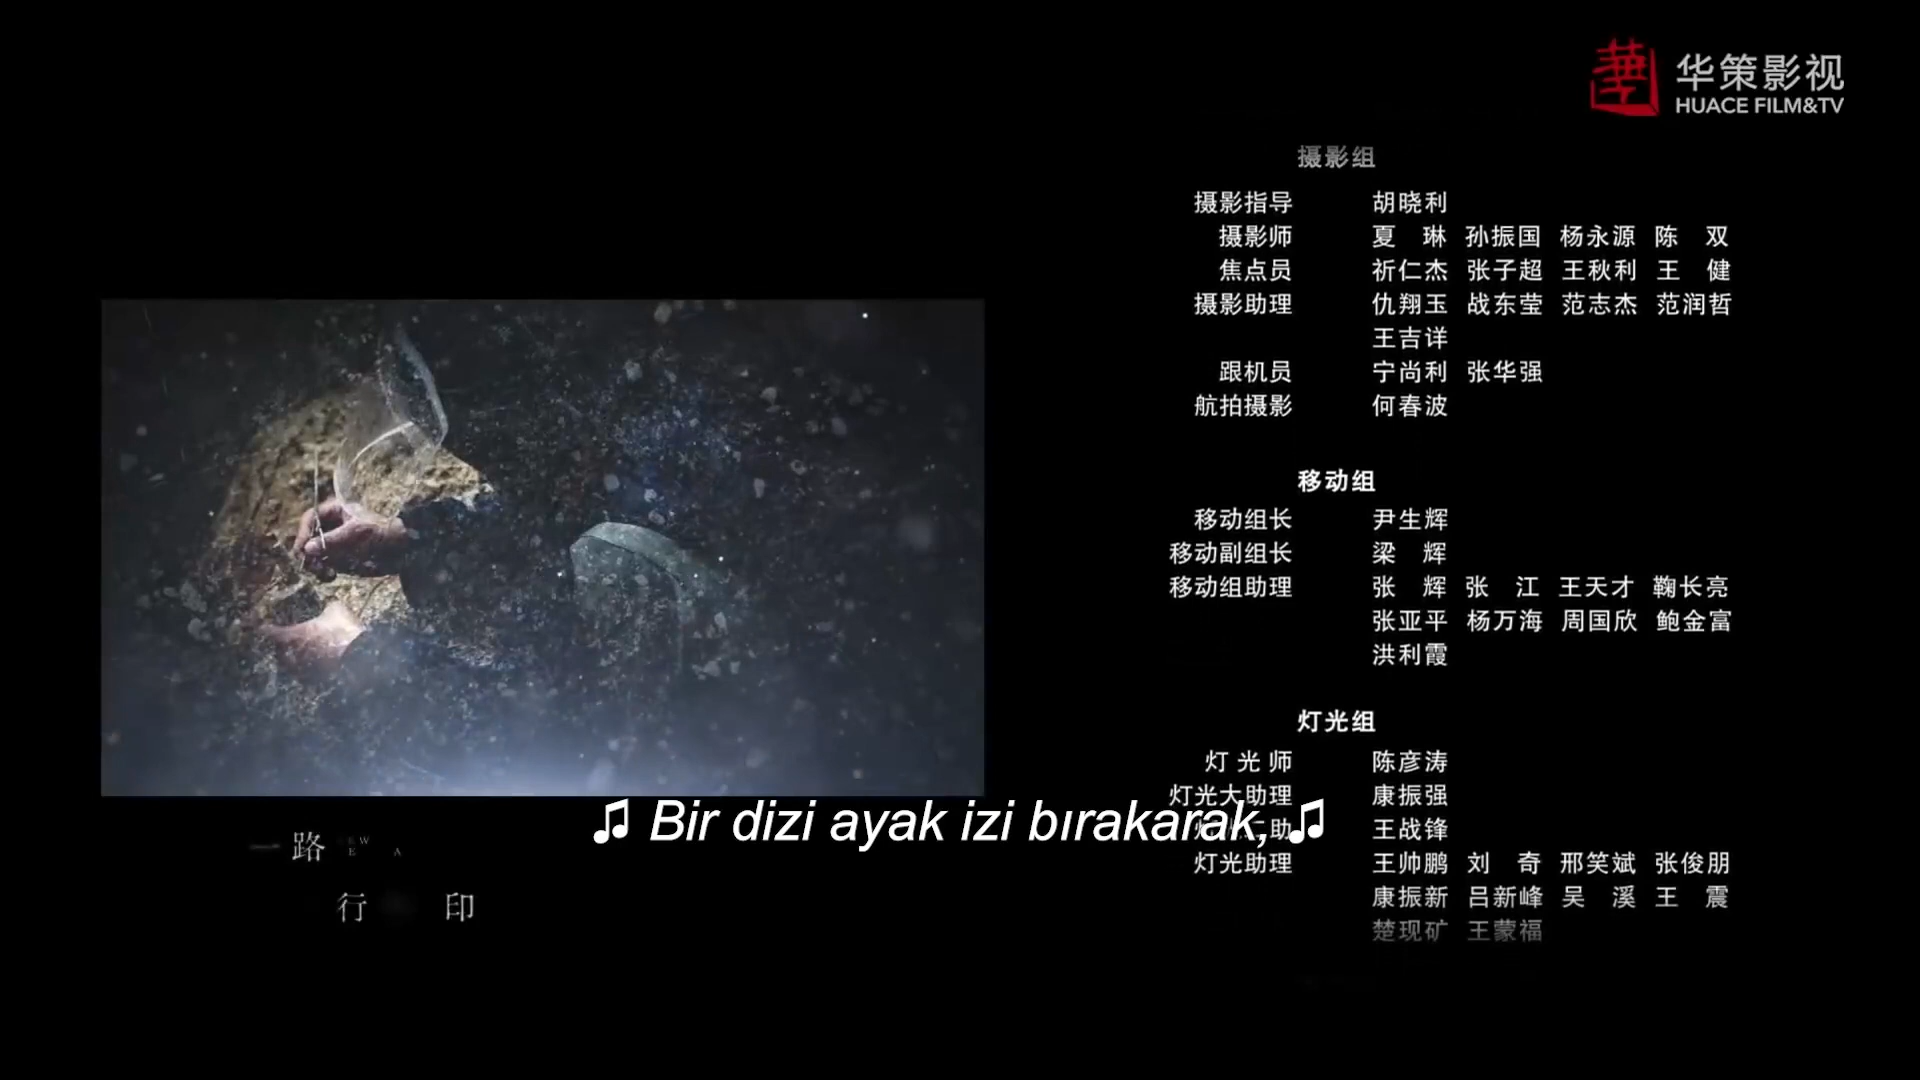 华策影视
HUACE FILM&TV
摄影组
摄影指导 胡晓利
摄影师 夏 琳 孙振国 杨永源 陈 双
焦点员 祈仁杰 张子超 王秋利 王 健
摄影助理 仇翔玉 战东莹 范志杰 范润哲
王吉详
跟机员 宁尚利 张华强
航拍摄影 何春波
移动组
移动组长 尹生辉
移动副组长 梁 辉
移动组助理 张 辉 张 江 王天才 鞠长亮
张亚平 杨万海 周国欣 鲍金富
洪利霞
灯光组
灯光师 陈彦涛
灯光大助理 康振强
王战锋
灯光助理 王帅鹏 刘 奇 邢笑斌 张俊朋
康振新 吕新峰 吴 溪 王 震
楚现矿 王蒙福
♫ Bir dizi ayak izi bırakarak, ♫
一路
行 印